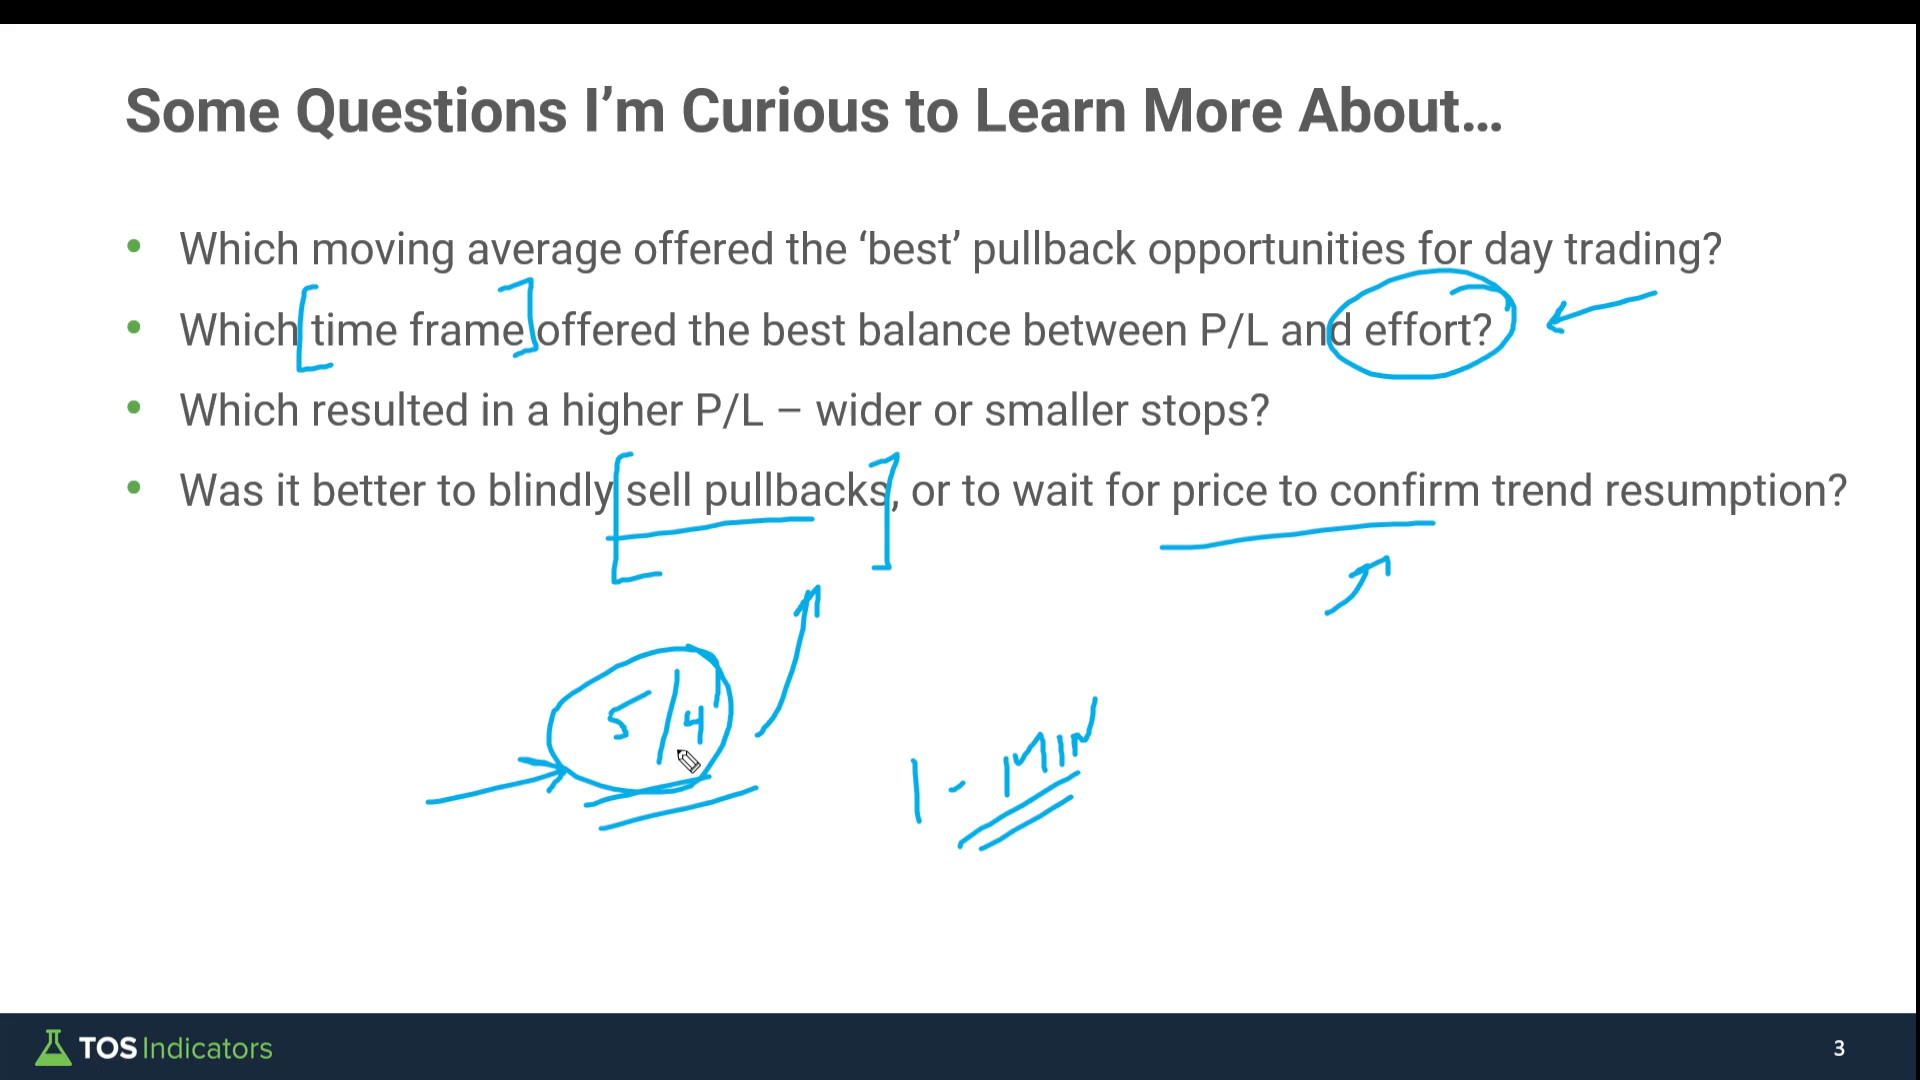 Some Questions I’m Curious to Learn More About…
• Which moving average offered the ‘best’ pullback opportunities for day trading?
• Which [time frame] offered the best balance between P/L and effort?
• Which resulted in a higher P/L – wider or smaller stops?
• Was it better to blindly [sell pullbacks], or to wait for price to confirm trend resumption?
5/4
1 - MIN
TOS Indicators
3